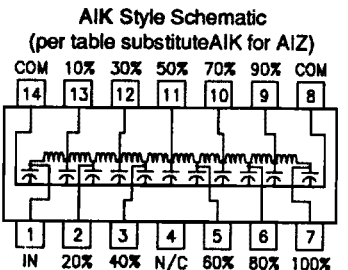 AIK Style Schematic
(per table substituteAIK for AIZ)
COM 10% 30% 50% 70% 90% COM
14 13 12 11 10 9 8
1 2 3 4 5 6 7
IN 20% 40% N/C 60% 80% 100%